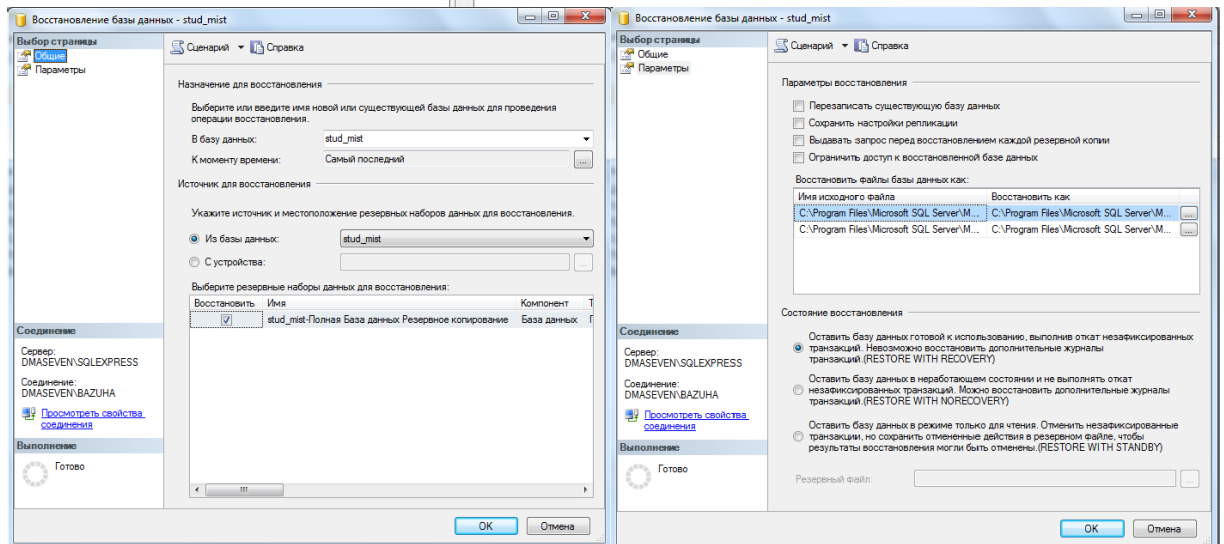 Восстановление базы данных - stud_mist
Выбор страницы
Общие
Параметры
Сценарий
Справка
Назначение для восстановления
Выберите или введите имя новой или существующей базы данных для проведения
операции восстановления.
В базу данных:
stud_mist
К моменту времени:
Самый последний
...
Источник для восстановления
Укажите источник и местоположение резервных наборов данных для восстановления.
Из базы данных:
stud_mist
С устройства:
...
Выберите резервные наборы данных для восстановления:
Восстановить Имя Компонент Т
stud_mist-Полная База данных Резервное копирование База данных
Соединение
Сервер:
DMASEVEN\SQLEXPRESS
Соединение:
DMASEVEN\BAZUHA
Просмотреть свойства
соединения
Выполнение
Готово
OK
Отмена
Восстановление базы данных - stud_mist
Выбор страницы
Общие
Параметры
Сценарий
Справка
Параметры восстановления
Перезаписать существующую базу данных
Сохранить настройки репликации
Выдавать запрос перед восстановлением каждой резервной копии
Ограничить доступ к восстановленной базе данных
Восстановить файлы базы данных как:
Имя исходного файла Восстановить как
C:\Program Files\Microsoft SQL Server\M... C:\Program Files\Microsoft SQL Server\M... ...
C:\Program Files\Microsoft SQL Server\M... C:\Program Files\Microsoft SQL Server\M... ...
Состояние восстановления
Оставить базу данных готовой к использованию, выполнив откат незафиксированных
транзакций. Невозможно восстановить дополнительные журналы
транзакций.(RESTORE WITH RECOVERY)
Оставить базу данных в неработающем состоянии и не выполнять откат
незафиксированных транзакций. Можно восстановить дополнительные журналы
транзакций.(RESTORE WITH NORECOVERY)
Оставить базу данных в режиме только для чтения. Отменить незафиксированные
транзакции, но сохранить отмененные действия в резервном файле, чтобы
результаты восстановления могли быть отменены.(RESTORE WITH STANDBY)
Резервный файл:
...
Соединение
Сервер:
DMASEVEN\SQLEXPRESS
Соединение:
DMASEVEN\BAZUHA
Просмотреть свойства
соединения
Выполнение
Готово
OK
Отмена